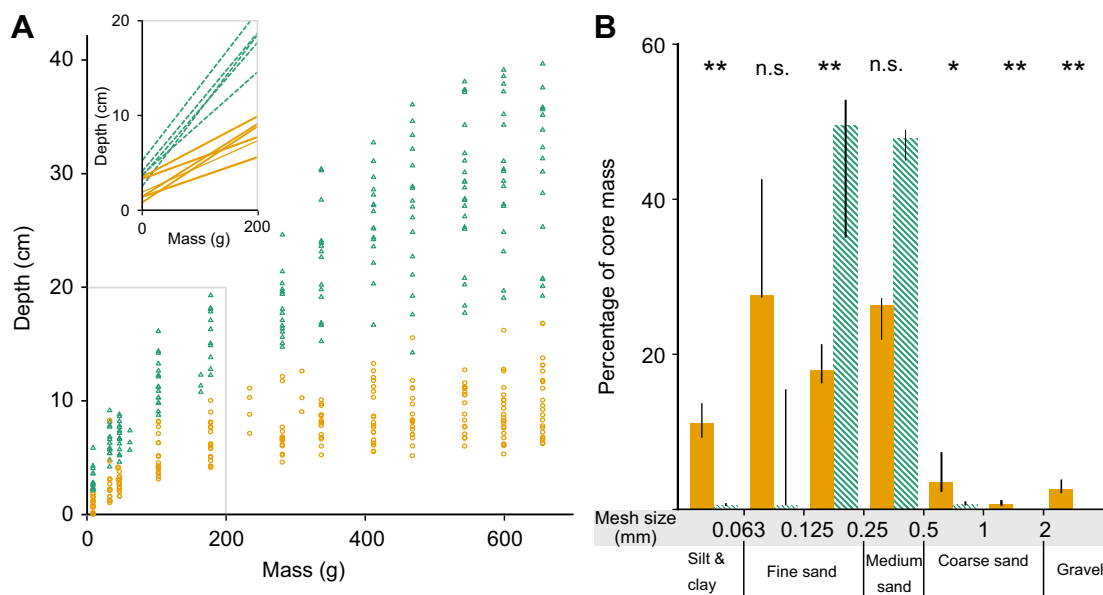 A
20
10
0
Depth (cm)
0
200
Mass (g)
40
30
20
10
0
Depth (cm)
0
200
400
600
Mass (g)
B
60
40
20
Percentage of core mass
** n.s. ** n.s. * ** **
Mesh size
(mm)
0.063 0.125 0.25 0.5 1 2
Silt &
clay
Fine sand
Medium
sand
Coarse sand
Gravel